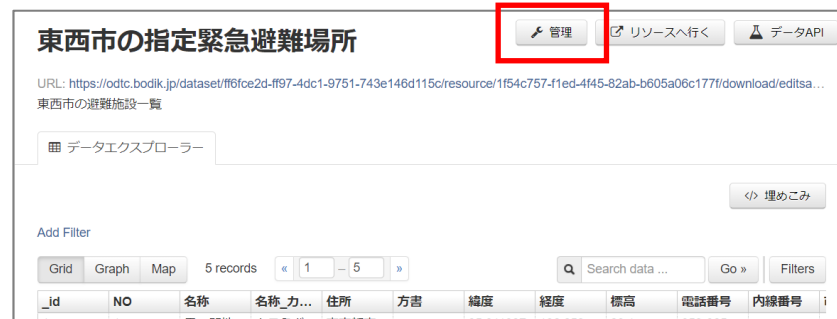 東西市の指定緊急避難場所
管理 リソースへ行く データAPI
URL: https://odtc.bodik.jp/dataset/ff6fce2d-ff97-4dc1-9751-743e146d115c/resource/1f54c757-f1ed-4f45-82ab-b605a06c177f/download/editsa…
東西市の避難施設一覧
データエクスプローラー
</> 埋めこみ
Add Filter
Grid Graph Map 5 records « 1 – 5 » Search data ... Go » Filters
_id NO 名称 名称_カ... 住所 方書 緯度 経度 標高 電話番号 内線番号